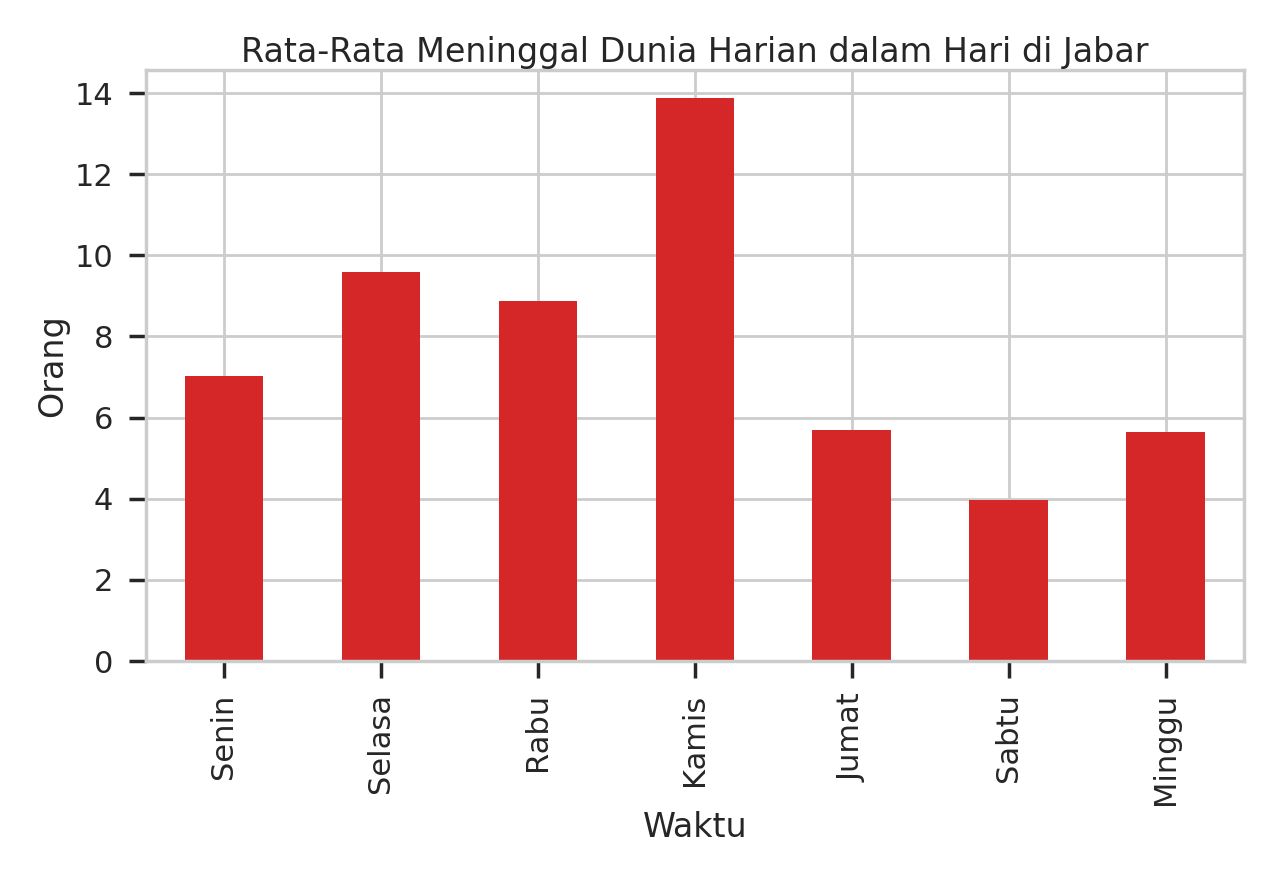 Rata-Rata Meninggal Dunia Harian dalam Hari di Jabar
14
12
10
8
6
4
2
0
Orang
Senin
Selasa
Rabu
Kamis
Jumat
Sabtu
Minggu
Waktu